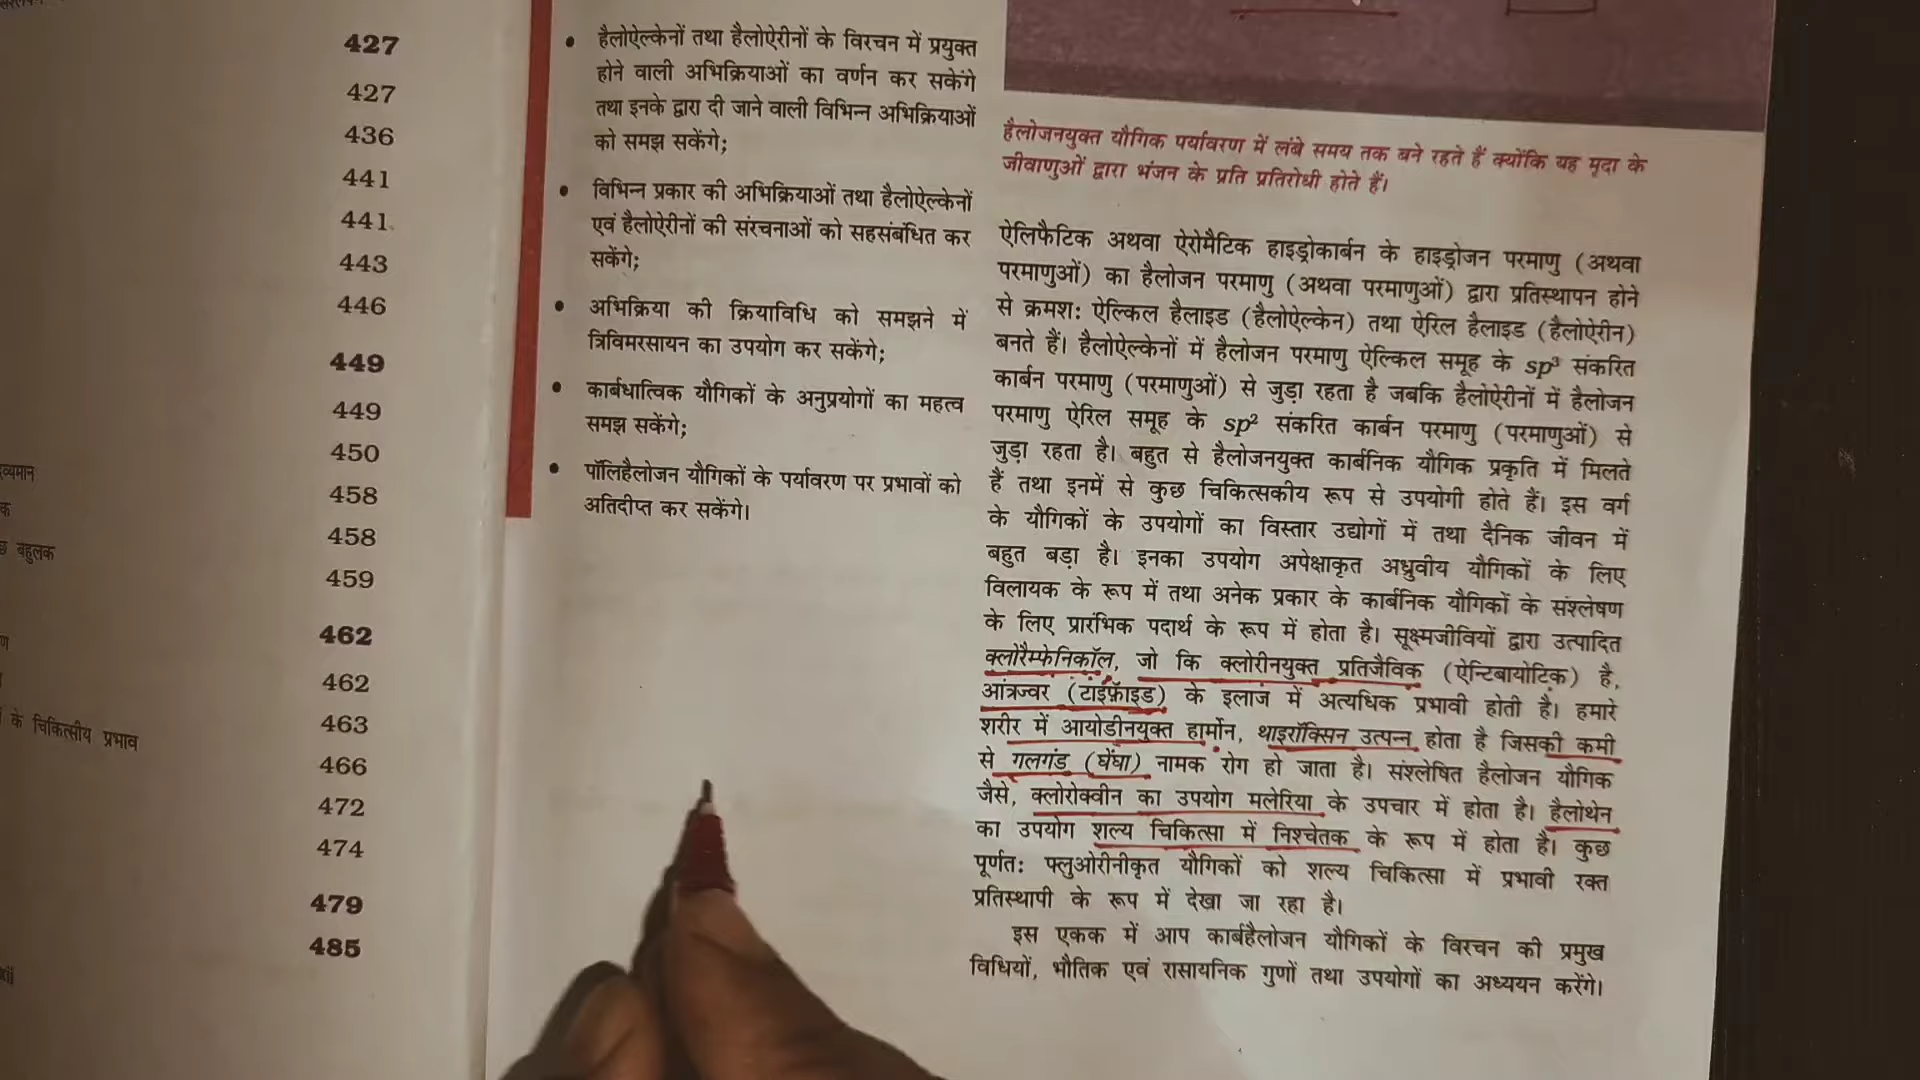 427
427
436
441
441
443
446
449
449
450
458
458
459
462
462
463
466
472
474
479
485
व्यमान
क
बहुलक
ण
के चिकित्सीय प्रभाव
• हैलोऐल्केनों तथा हैलोऐरीनों के विरचन में प्रयुक्त
होने वाली अभिक्रियाओं का वर्णन कर सकेंगे
तथा इनके द्वारा दी जाने वाली विभिन्न अभिक्रियाओं
को समझ सकेंगे;
• विभिन्न प्रकार की अभिक्रियाओं तथा हैलोऐल्केनों
एवं हैलोऐरीनों की संरचनाओं को सहसंबंधित कर
सकेंगे;
• अभिक्रिया की क्रियाविधि को समझने में
त्रिविमरसायन का उपयोग कर सकेंगे;
• कार्बधात्विक यौगिकों के अनुप्रयोगों का महत्व
समझ सकेंगे;
• पॉलिहैलोजन यौगिकों के पर्यावरण पर प्रभावों को
अतिदीप्त कर सकेंगे।
हैलोजनयुक्त यौगिक पर्यावरण में लंबे समय तक बने रहते हैं क्योंकि यह मृदा के
जीवाणुओं द्वारा भंजन के प्रति प्रतिरोधी होते हैं।
ऐलिफैटिक अथवा ऐरोमैटिक हाइड्रोकार्बन के हाइड्रोजन परमाणु (अथवा
परमाणुओं) का हैलोजन परमाणु (अथवा परमाणुओं) द्वारा प्रतिस्थापन होने
से क्रमशः ऐल्किल हैलाइड (हैलोऐल्केन) तथा ऐरिल हैलाइड (हैलोऐरीन)
बनते हैं। हैलोऐल्केनों में हैलोजन परमाणु ऐल्किल समूह के sp³ संकरित
कार्बन परमाणु (परमाणुओं) से जुड़ा रहता है जबकि हैलोऐरीनों में हैलोजन
परमाणु ऐरिल समूह के sp² संकरित कार्बन परमाणु (परमाणुओं) से
जुड़ा रहता है। बहुत से हैलोजनयुक्त कार्बनिक यौगिक प्रकृति में मिलते
हैं तथा इनमें से कुछ चिकित्सकीय रूप से उपयोगी होते हैं। इस वर्ग
के यौगिकों के उपयोगों का विस्तार उद्योगों में तथा दैनिक जीवन में
बहुत बड़ा है। इनका उपयोग अपेक्षाकृत अध्रुवीय यौगिकों के लिए
विलायक के रूप में तथा अनेक प्रकार के कार्बनिक यौगिकों के संश्लेषण
के लिए प्रारंभिक पदार्थ के रूप में होता है। सूक्ष्मजीवियों द्वारा उत्पादित
क्लोरैम्फेनिकॉल, जो कि क्लोरीनयुक्त प्रतिजैविक (ऐन्टिबायोटिक) है,
आंत्रज्वर (टाइफ़ॉइड) के इलाज में अत्यधिक प्रभावी होती है। हमारे
शरीर में आयोडीनयुक्त हार्मोन, थाइरॉक्सिन उत्पन्न होता है जिसकी कमी
से गलगंड (घेंघा) नामक रोग हो जाता है। संश्लेषित हैलोजन यौगिक
जैसे, क्लोरोक्वीन का उपयोग मलेरिया के उपचार में होता है। हैलोथेन
का उपयोग शल्य चिकित्सा में निश्चेतक के रूप में होता है। कुछ
पूर्णतः फ्लुओरीनीकृत यौगिकों को शल्य चिकित्सा में प्रभावी रक्त
प्रतिस्थापी के रूप में देखा जा रहा है।
इस एकक में आप कार्बहैलोजन यौगिकों के विरचन की प्रमुख
विधियों, भौतिक एवं रासायनिक गुणों तथा उपयोगों का अध्ययन करेंगे।